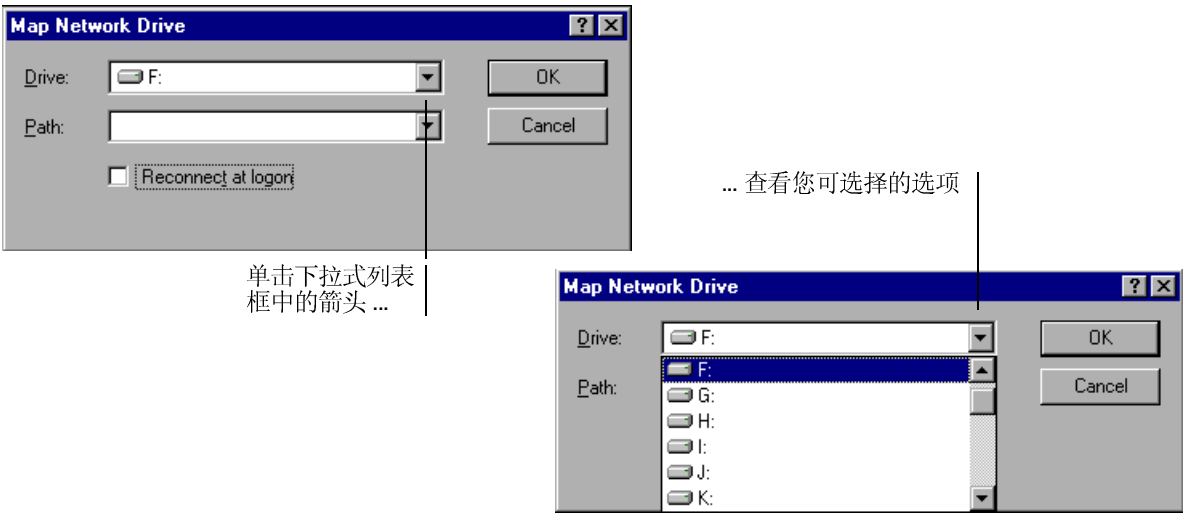 Map Network Drive
Drive:
F:
OK
Path:
Cancel
Reconnect at logon
单击下拉式列表
框中的箭头 ...
... 查看您可选择的选项
Map Network Drive
Drive:
F:
OK
F:
Path:
Cancel
G:
H:
I:
J:
K: